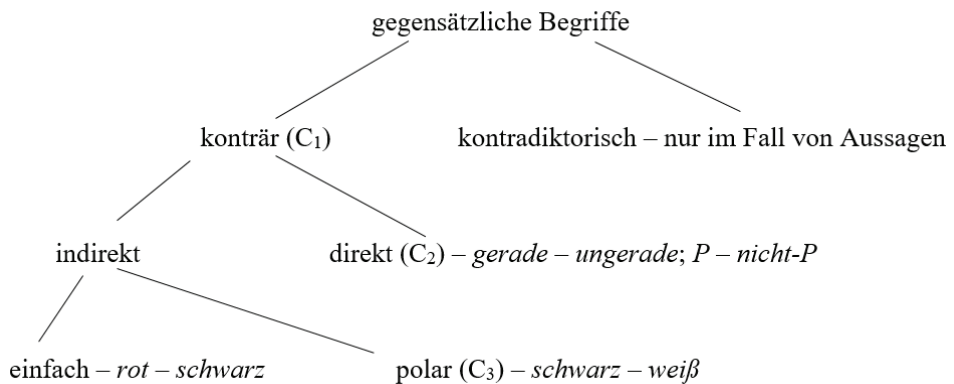 gegensätzliche Begriffe
konträr (C₁) kontradiktorisch – nur im Fall von Aussagen
indirekt direkt (C₂) – gerade – ungerade; P – nicht-P
einfach – rot – schwarz polar (C₃) – schwarz – weiß